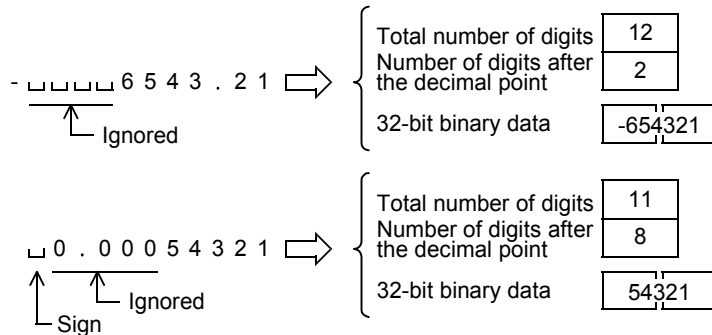 Total number of digits 12
Number of digits after
the decimal point 2
- ␣␣␣␣6543.21
32-bit binary data -654321
Ignored
Total number of digits 11
Number of digits after
the decimal point 8
␣0.00054321
32-bit binary data 54321
Ignored
Sign